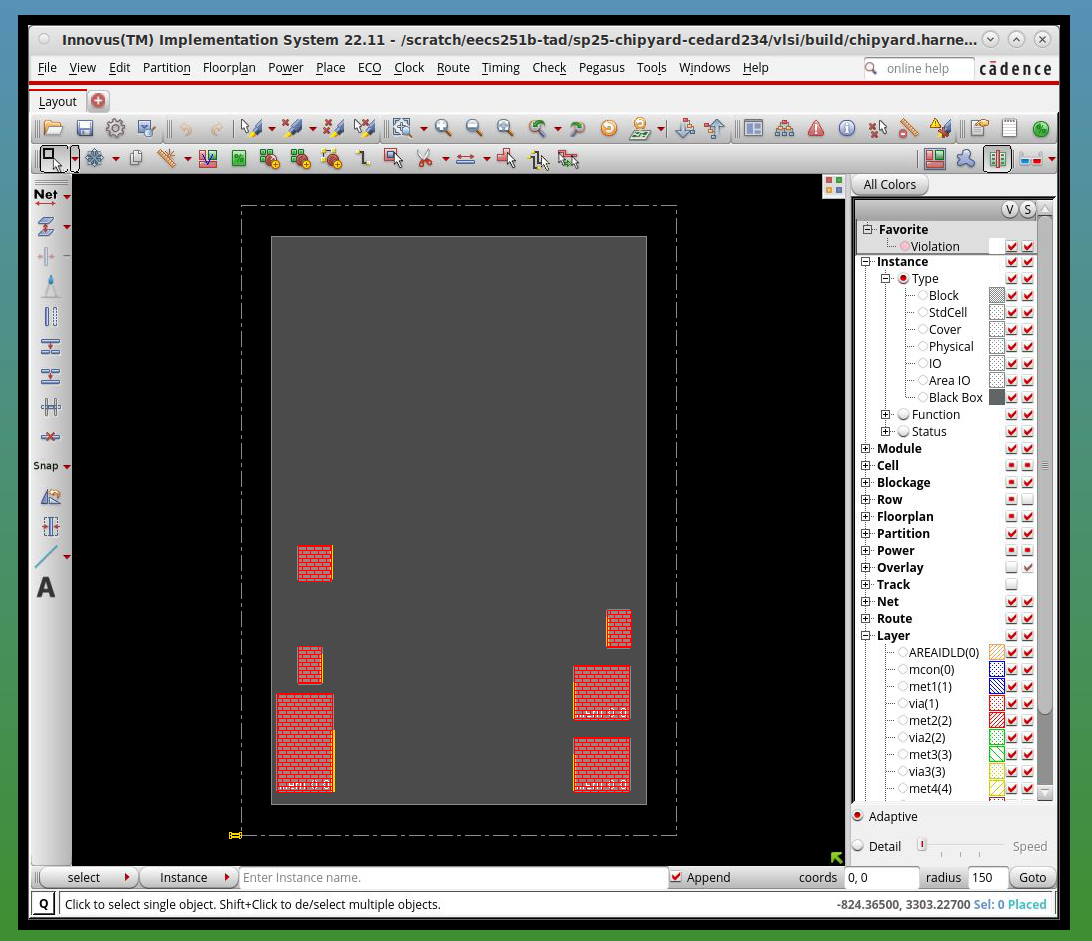 Innovus(TM) Implementation System 22.11 - /scratch/eecs251b-tad/sp25-chipyard-cedard234/vlsi/build/chipyard.harne...
File View Edit Partition Floorplan Power Place ECO Clock Route Timing Check Pegasus Tools Windows Help online help cādence
Layout
Net
Snap
A
All Colors
V S
Favorite
Violation
Instance
Type
Block
StdCell
Cover
Physical
IO
Area IO
Black Box
Function
Status
Module
Cell
Blockage
Row
Floorplan
Partition
Power
Overlay
Track
Net
Route
Layer
AREAIDLD(0)
mcon(0)
met1(1)
via(1)
met2(2)
via2(2)
met3(3)
via3(3)
met4(4)
Adaptive
Detail Speed
select Instance Enter Instance name. Append coords 0, 0 radius 150 Goto
Q Click to select single object. Shift+Click to de/select multiple objects. -824.36500, 3303.22700 Sel: 0 Placed